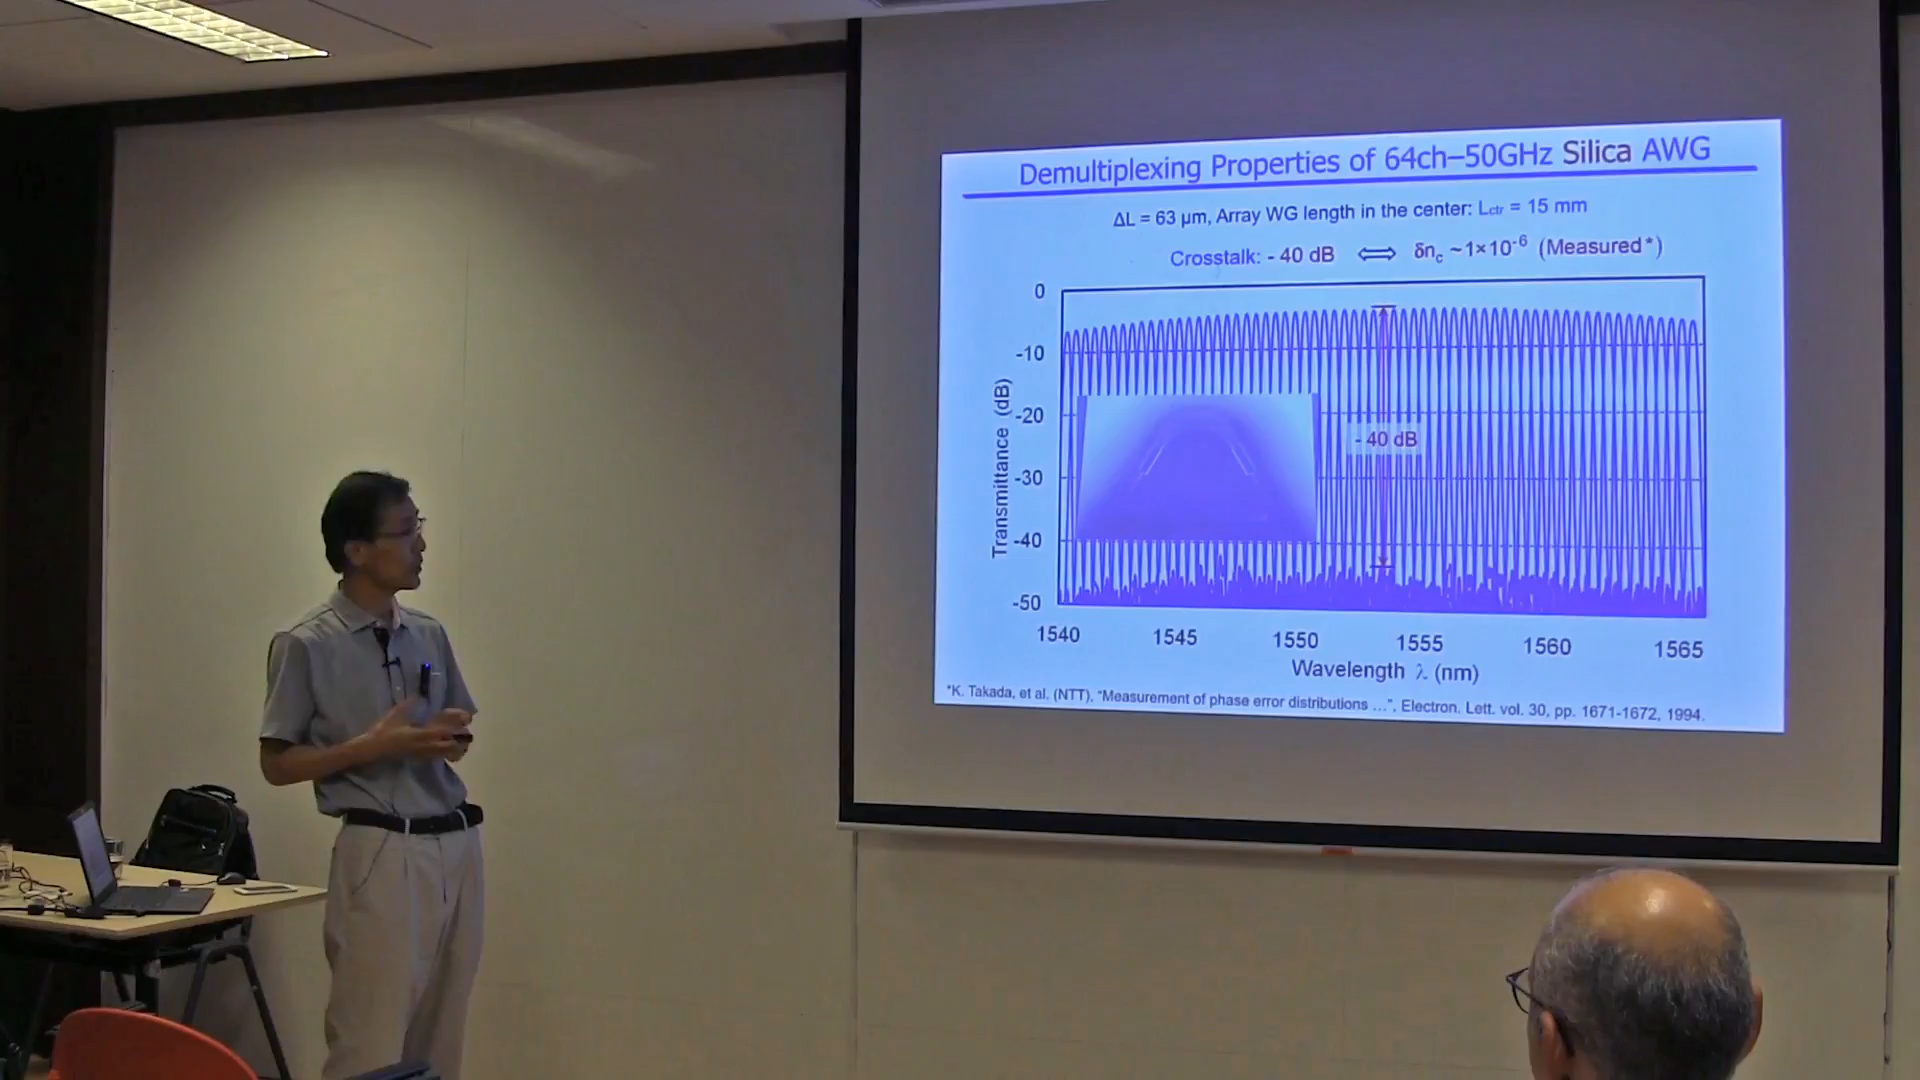 Demultiplexing Properties of 64ch–50GHz Silica AWG
ΔL = 63 µm, Array WG length in the center: Lctr = 15 mm
Crosstalk: - 40 dB ⟺ δnc ~1×10-6 (Measured*)
0
-10
-20
-30
-40
-50
Transmittance (dB)
- 40 dB
1540 1545 1550 1555 1560 1565
Wavelength λ (nm)
*K. Takada, et al. (NTT), "Measurement of phase error distributions …", Electron. Lett. vol. 30, pp. 1671-1672, 1994.